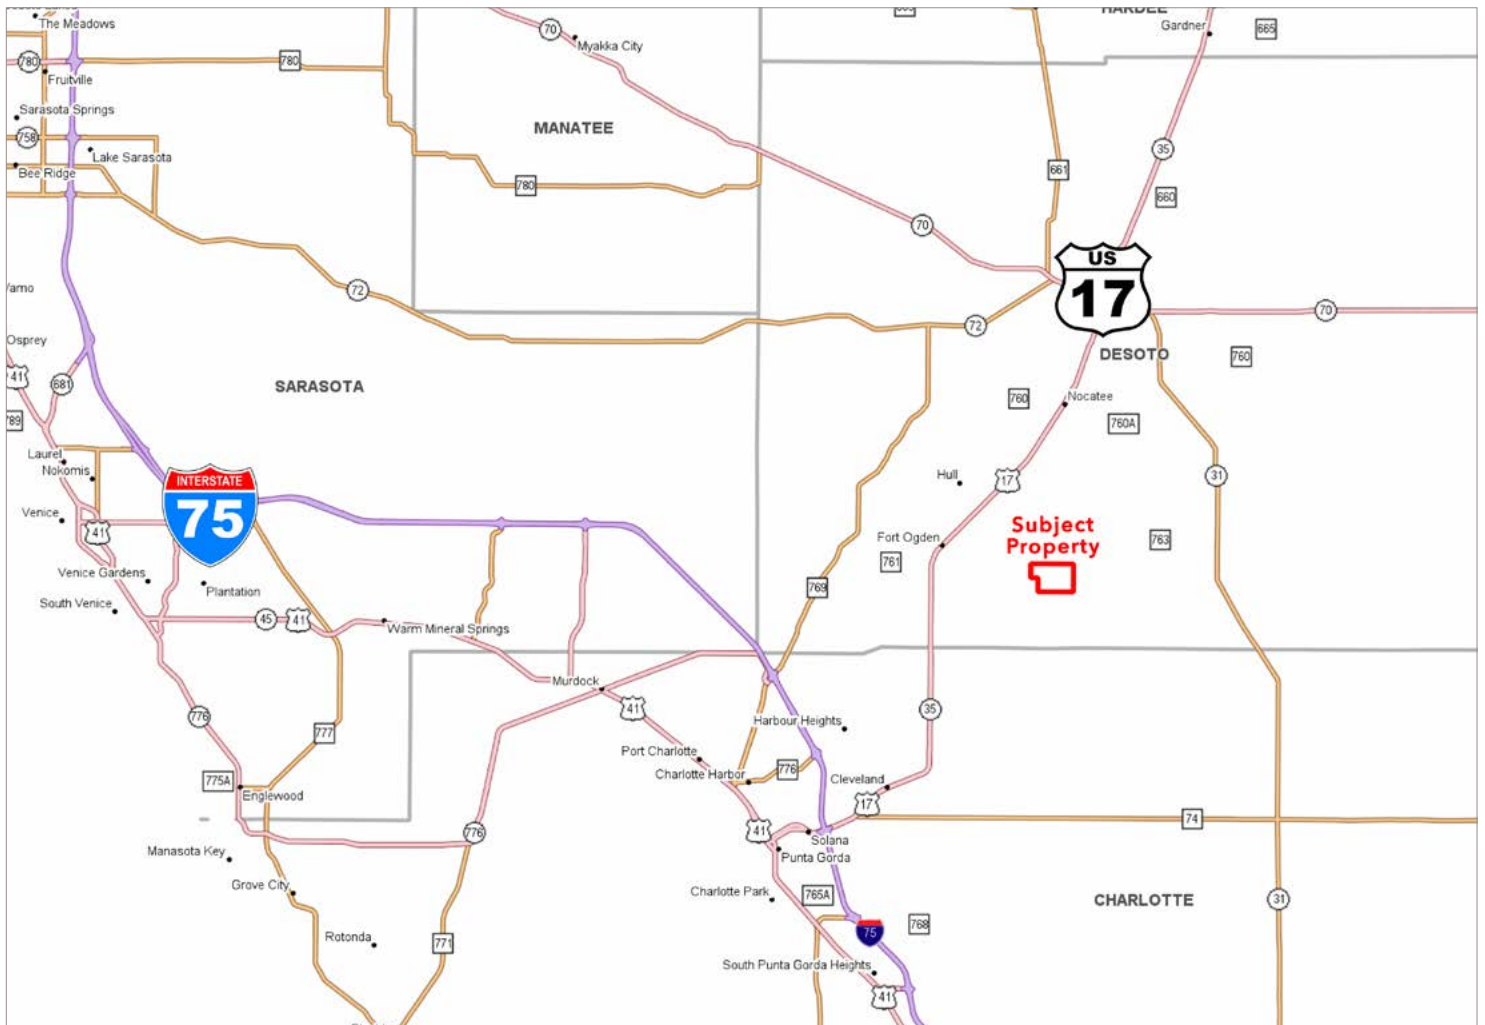 HARDEE
The Meadows
Gardner
665
70
Myakka City
780
780
Fruitville
Sarasota Springs
MANATEE
758
35
Lake Sarasota
Bee Ridge
661
780
660
70
US
17
72
70
72
Osprey
DESOTO
760
41
681
SARASOTA
760
Nocatee
760A
Laurel
Nokomis
Hull
31
INTERSTATE
75
17
Venice
41
Subject
Property
Fort Ogden
763
761
Venice Gardens
Plantation
769
South Venice
45
41
Warm Mineral Springs
Murdock
41
35
776
Harbour Heights
777
Port Charlotte
776
Charlotte Harbor
775A
Cleveland
Englewood
17
74
776
41
Solana
Manasota Key
Punta Gorda
Grove City
Charlotte Park
765A
CHARLOTTE
31
768
75
Rotonda
771
South Punta Gorda Heights
41